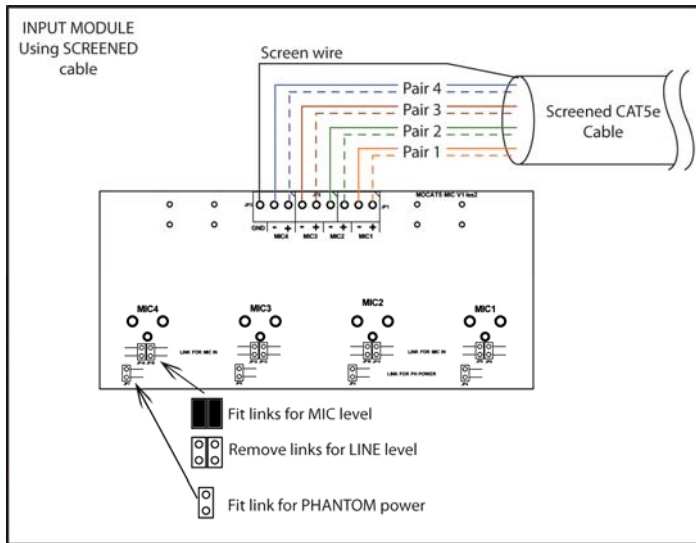 INPUT MODULE
Using SCREENED
cable
Screen wire
Pair 4
Pair 3
Pair 2
Pair 1
Screened CAT5e
Cable
MOCAT5 MIC V1 Iss2
JP1
GND - + - + - + - +
MIC4 MIC3 MIC2 MIC1
MIC4 MIC3 MIC2 MIC1
LINK FOR MIC IN LINK FOR MIC IN
LINK FOR PH POWER
Fit links for MIC level
Remove links for LINE level
Fit link for PHANTOM power